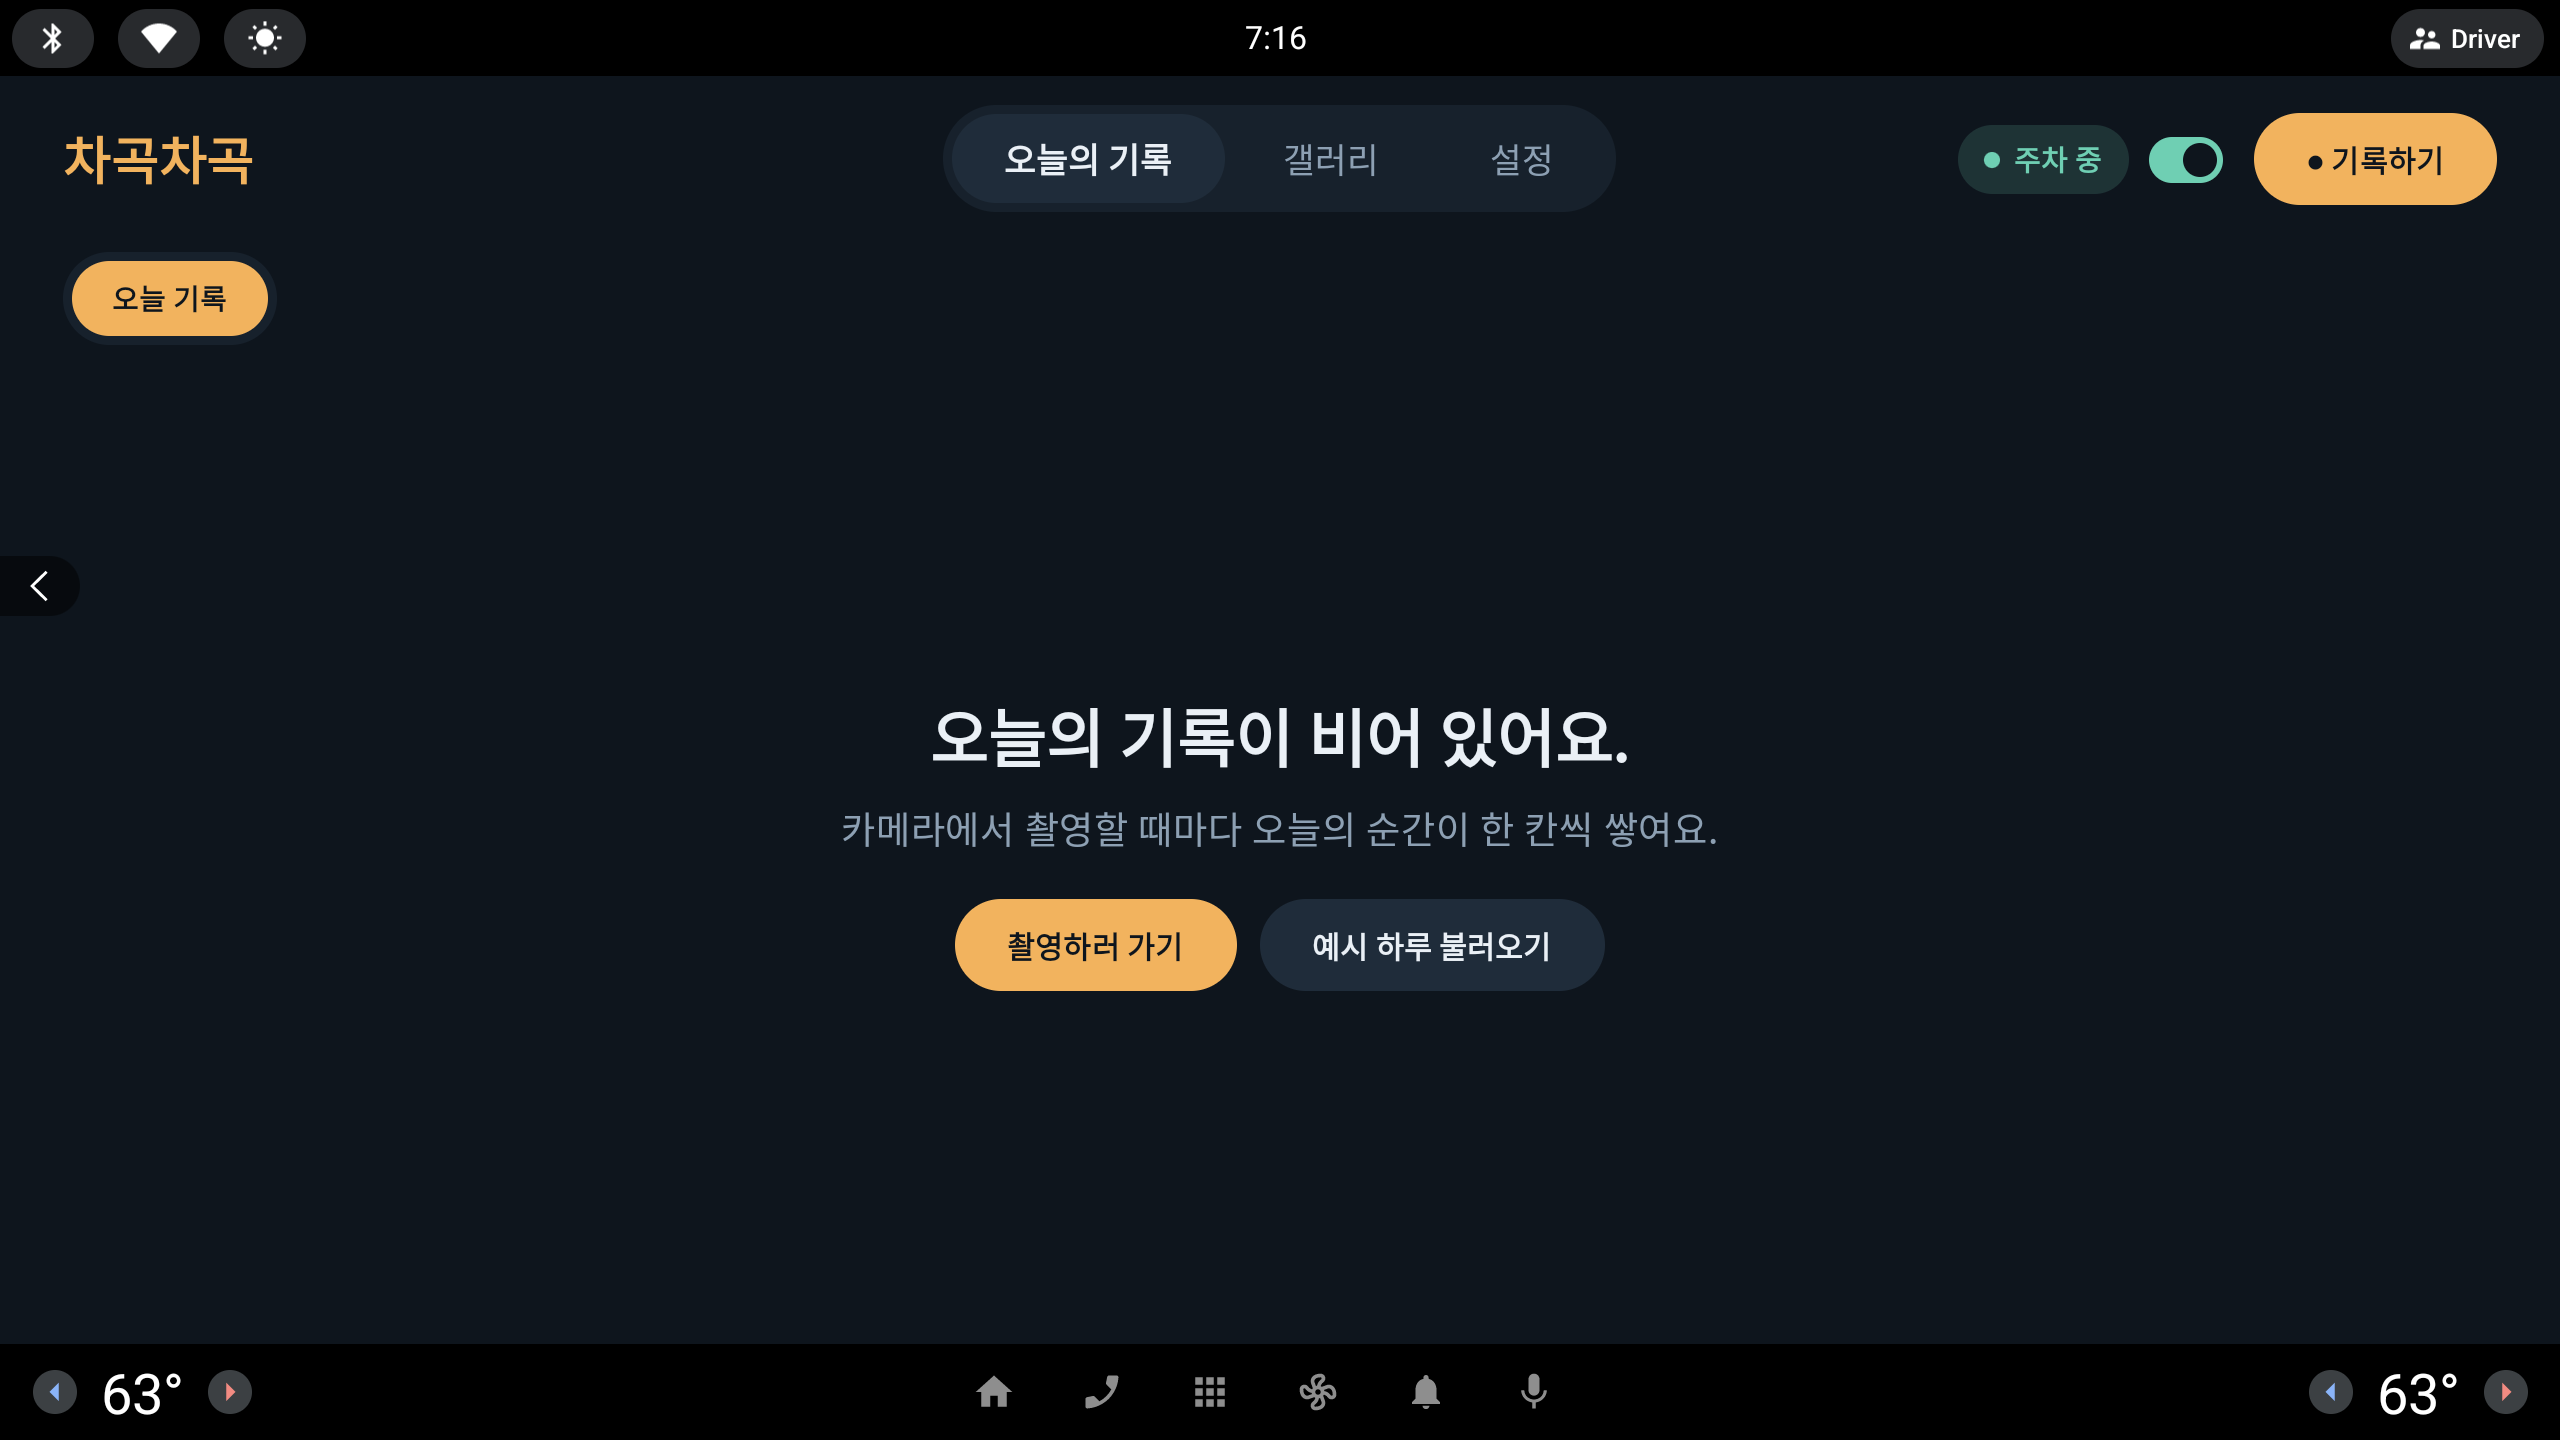 7:16
Driver
차곡차곡
오늘의 기록
갤러리
설정
주차 중
기록하기
오늘 기록
오늘의 기록이 비어 있어요.
카메라에서 촬영할 때마다 오늘의 순간이 한 칸씩 쌓여요.
촬영하러 가기
예시 하루 불러오기
63°
63°